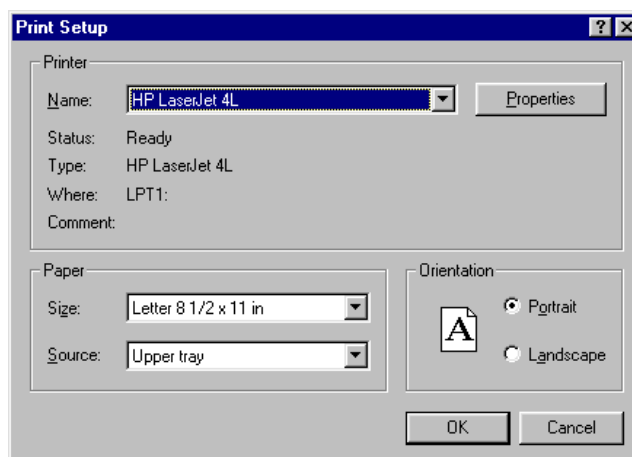 Print Setup
Printer
Name: HP LaserJet 4L Properties
Status: Ready
Type: HP LaserJet 4L
Where: LPT1:
Comment:
Paper
Size: Letter 8 1/2 x 11 in
Source: Upper tray
Orientation
A
Portrait
Landscape
OK Cancel